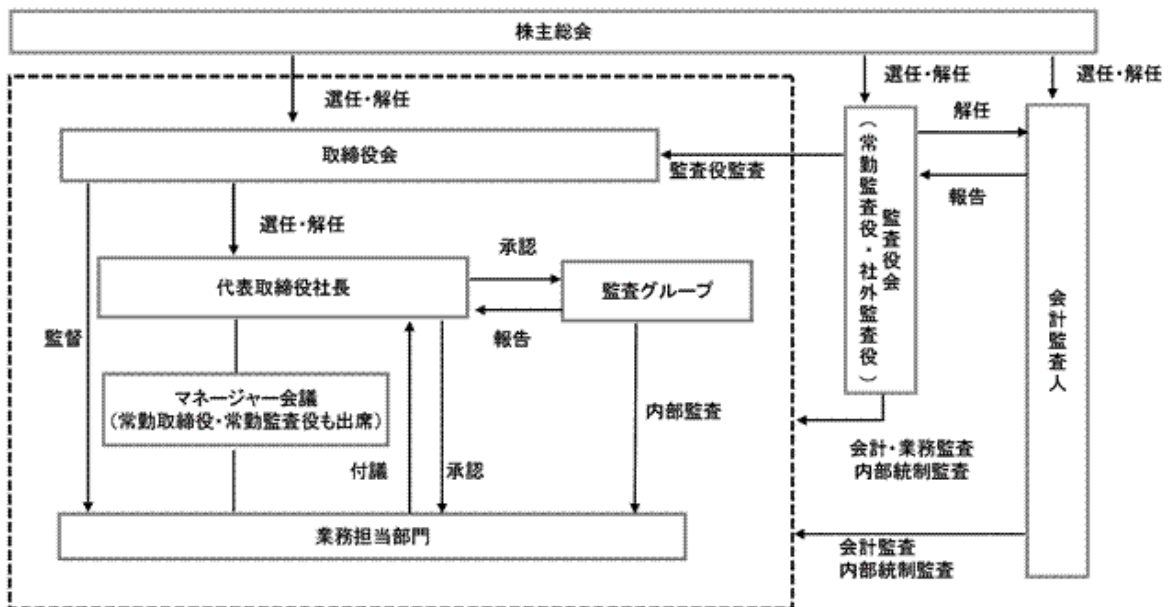 株主総会
選任・解任
選任・解任
選任・解任
取締役会
監査役監査
監査役会
(常勤監査役・社外監査役)
解任
報告
会計監査人
選任・解任
代表取締役社長
承認
報告
監査グループ
監督
マネージャー会議
(常勤取締役・常勤監査役も出席)
内部監査
付議
承認
会計・業務監査
内部統制監査
業務担当部門
会計監査
内部統制監査